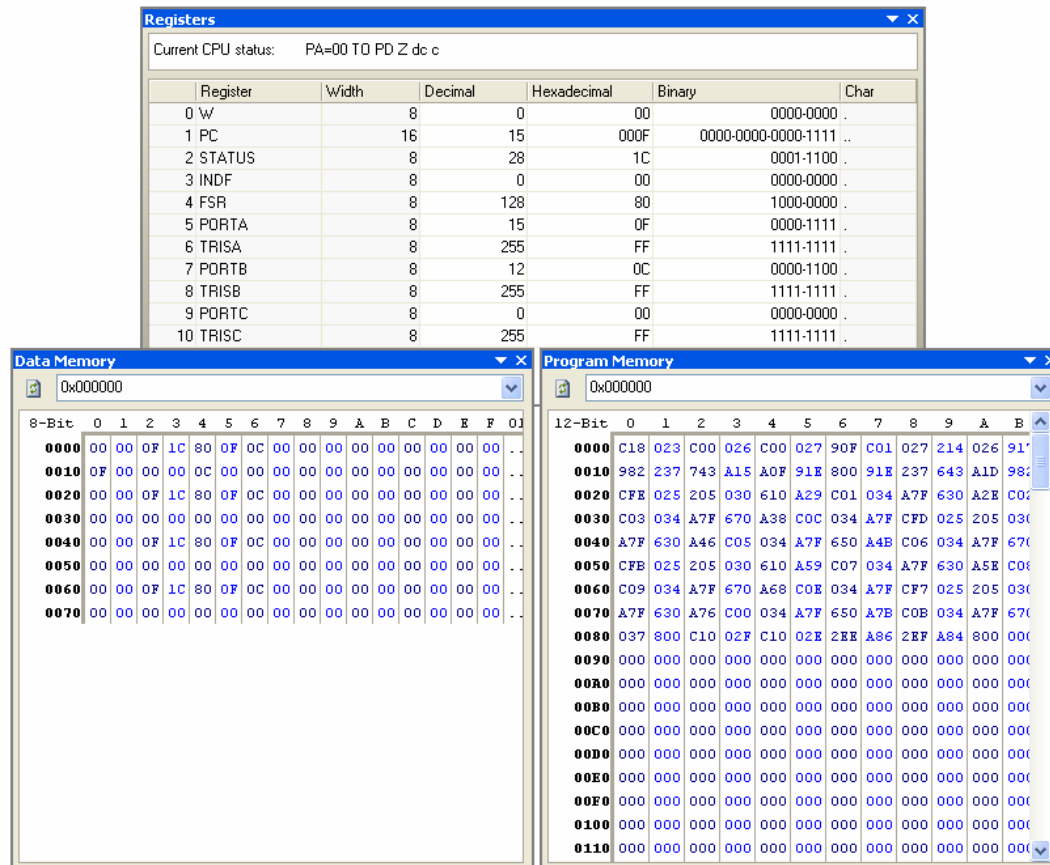 Registers
Current CPU status: PA=00 TO PD Z dc c
Register Width Decimal Hexadecimal Binary Char
0 W 8 0 00 0000-0000 .
1 PC 16 15 000F 0000-0000-0000-1111 ..
2 STATUS 8 28 1C 0001-1100 .
3 INDF 8 0 00 0000-0000 .
4 FSR 8 128 80 1000-0000 .
5 PORTA 8 15 0F 0000-1111 .
6 TRISA 8 255 FF 1111-1111 .
7 PORTB 8 12 0C 0000-1100 .
8 TRISB 8 255 FF 1111-1111 .
9 PORTC 8 0 00 0000-0000 .
10 TRISC 8 255 FF 1111-1111 .
Data Memory
0x000000
8-Bit 0 1 2 3 4 5 6 7 8 9 A B C D E F 01
0000 00 00 0F 1C 80 0F 0C 00 00 00 00 00 00 00 00 00 ..
0010 0F 00 00 00 0C 00 00 00 00 00 00 00 00 00 00 00 ..
0020 00 00 0F 1C 80 0F 0C 00 00 00 00 00 00 00 00 00 ..
0030 00 00 00 00 00 00 00 00 00 00 00 00 00 00 00 00 ..
0040 00 00 0F 1C 80 0F 0C 00 00 00 00 00 00 00 00 00 ..
0050 00 00 00 00 00 00 00 00 00 00 00 00 00 00 00 00 ..
0060 00 00 0F 1C 80 0F 0C 00 00 00 00 00 00 00 00 00 ..
0070 00 00 00 00 00 00 00 00 00 00 00 00 00 00 00 00 ..
Program Memory
0x000000
12-Bit 0 1 2 3 4 5 6 7 8 9 A B
0000 C18 023 C00 026 C00 027 90F C01 027 214 026
0010 982 237 743 A15 A0F 91E 800 91E 237 643 A1D
0020 CFE 025 205 030 610 A29 C01 034 A7F 630 A2E
0030 C03 034 A7F 670 A38 C0C 034 A7F CFD 025 205
0040 A7F 630 A46 C05 034 A7F 650 A4B C06 034 A7F
0050 CFB 025 205 030 610 A59 C07 034 A7F 630 A5E
0060 C09 034 A7F 670 A68 C0E 034 A7F CF7 025 205
0070 A7F 630 A76 C00 034 A7F 650 A7B C0B 034 A7F
0080 037 800 C10 02F C10 02E 2EE A86 2EF A84 800
0090 000 000 000 000 000 000 000 000 000 000 000
00A0 000 000 000 000 000 000 000 000 000 000 000
00B0 000 000 000 000 000 000 000 000 000 000 000
00C0 000 000 000 000 000 000 000 000 000 000 000
00D0 000 000 000 000 000 000 000 000 000 000 000
00E0 000 000 000 000 000 000 000 000 000 000 000
00F0 000 000 000 000 000 000 000 000 000 000 000
0100 000 000 000 000 000 000 000 000 000 000 000
0110 000 000 000 000 000 000 000 000 000 000 000